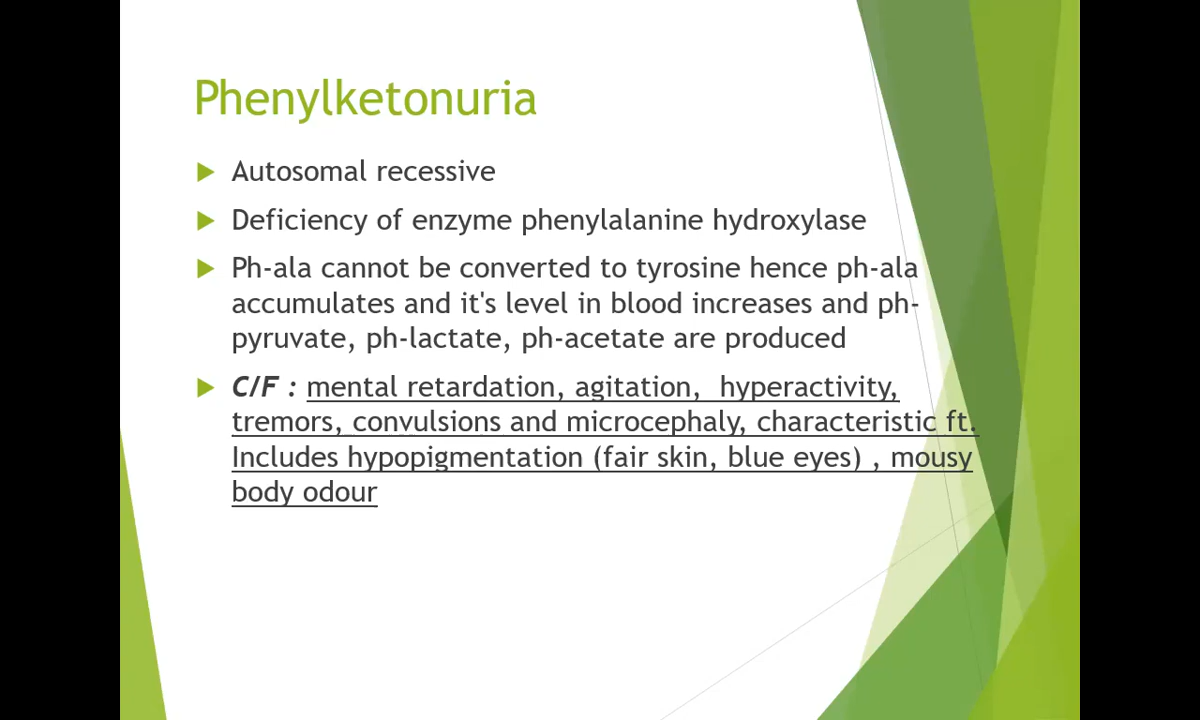 Phenylketonuria
Autosomal recessive
Deficiency of enzyme phenylalanine hydroxylase
Ph-ala cannot be converted to tyrosine hence ph-ala
accumulates and it's level in blood increases and ph-
pyruvate, ph-lactate, ph-acetate are produced
C/F : mental retardation, agitation,  hyperactivity,
tremors, convulsions and microcephaly, characteristic ft.
Includes hypopigmentation (fair skin, blue eyes) , mousy
body odour